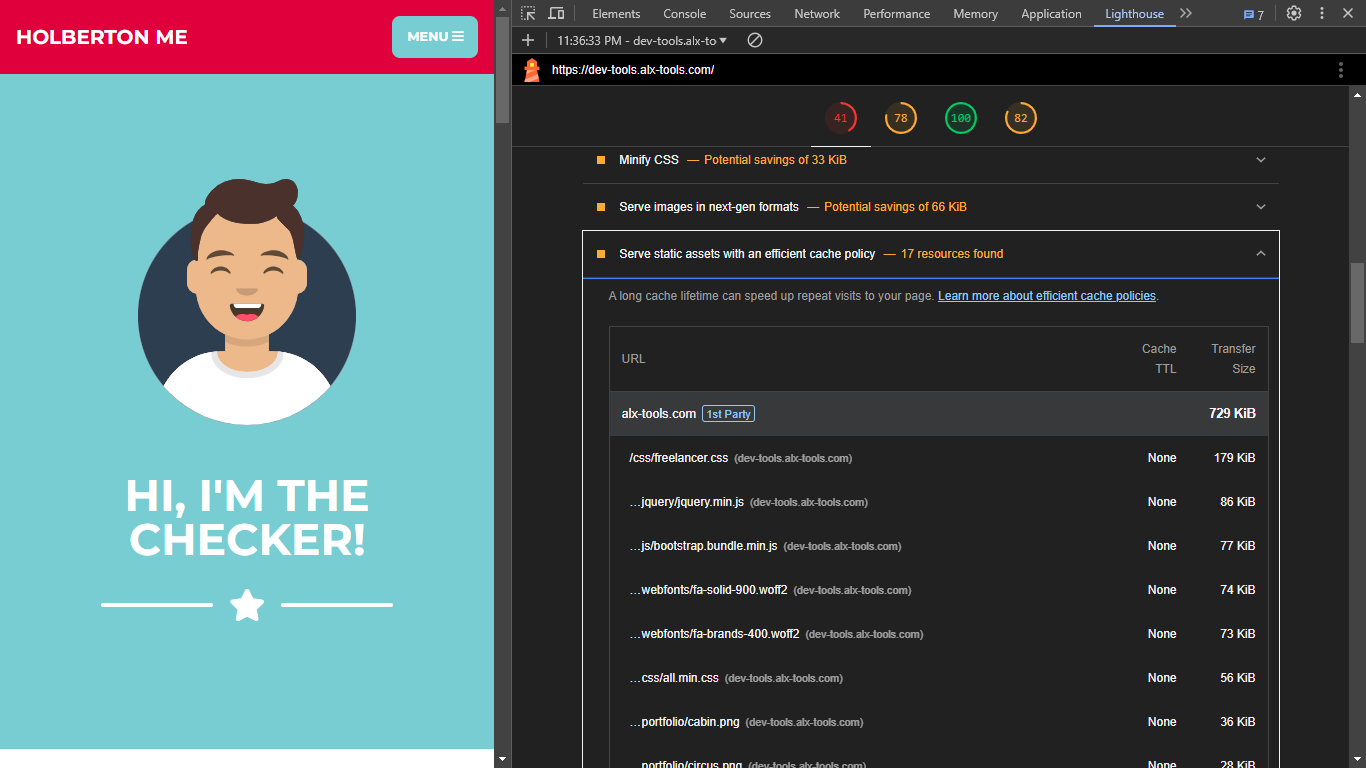 HOLBERTON ME
MENU
HI, I'M THE
CHECKER!
Elements Console Sources Network Performance Memory Application Lighthouse 7
11:36:33 PM - dev-tools.alx-to
https://dev-tools.alx-tools.com/
41 78 100 82
Minify CSS — Potential savings of 33 KiB
Serve images in next-gen formats — Potential savings of 66 KiB
Serve static assets with an efficient cache policy — 17 resources found
A long cache lifetime can speed up repeat visits to your page. Learn more about efficient cache policies.
URL Cache TTL Transfer Size
alx-tools.com 1st Party 729 KiB
/css/freelancer.css (dev-tools.alx-tools.com) None 179 KiB
…jquery/jquery.min.js (dev-tools.alx-tools.com) None 86 KiB
…js/bootstrap.bundle.min.js (dev-tools.alx-tools.com) None 77 KiB
…webfonts/fa-solid-900.woff2 (dev-tools.alx-tools.com) None 74 KiB
…webfonts/fa-brands-400.woff2 (dev-tools.alx-tools.com) None 73 KiB
…css/all.min.css (dev-tools.alx-tools.com) None 56 KiB
…portfolio/cabin.png (dev-tools.alx-tools.com) None 36 KiB
…portfolio/circus.png (dev-tools.alx-tools.com) None 28 KiB